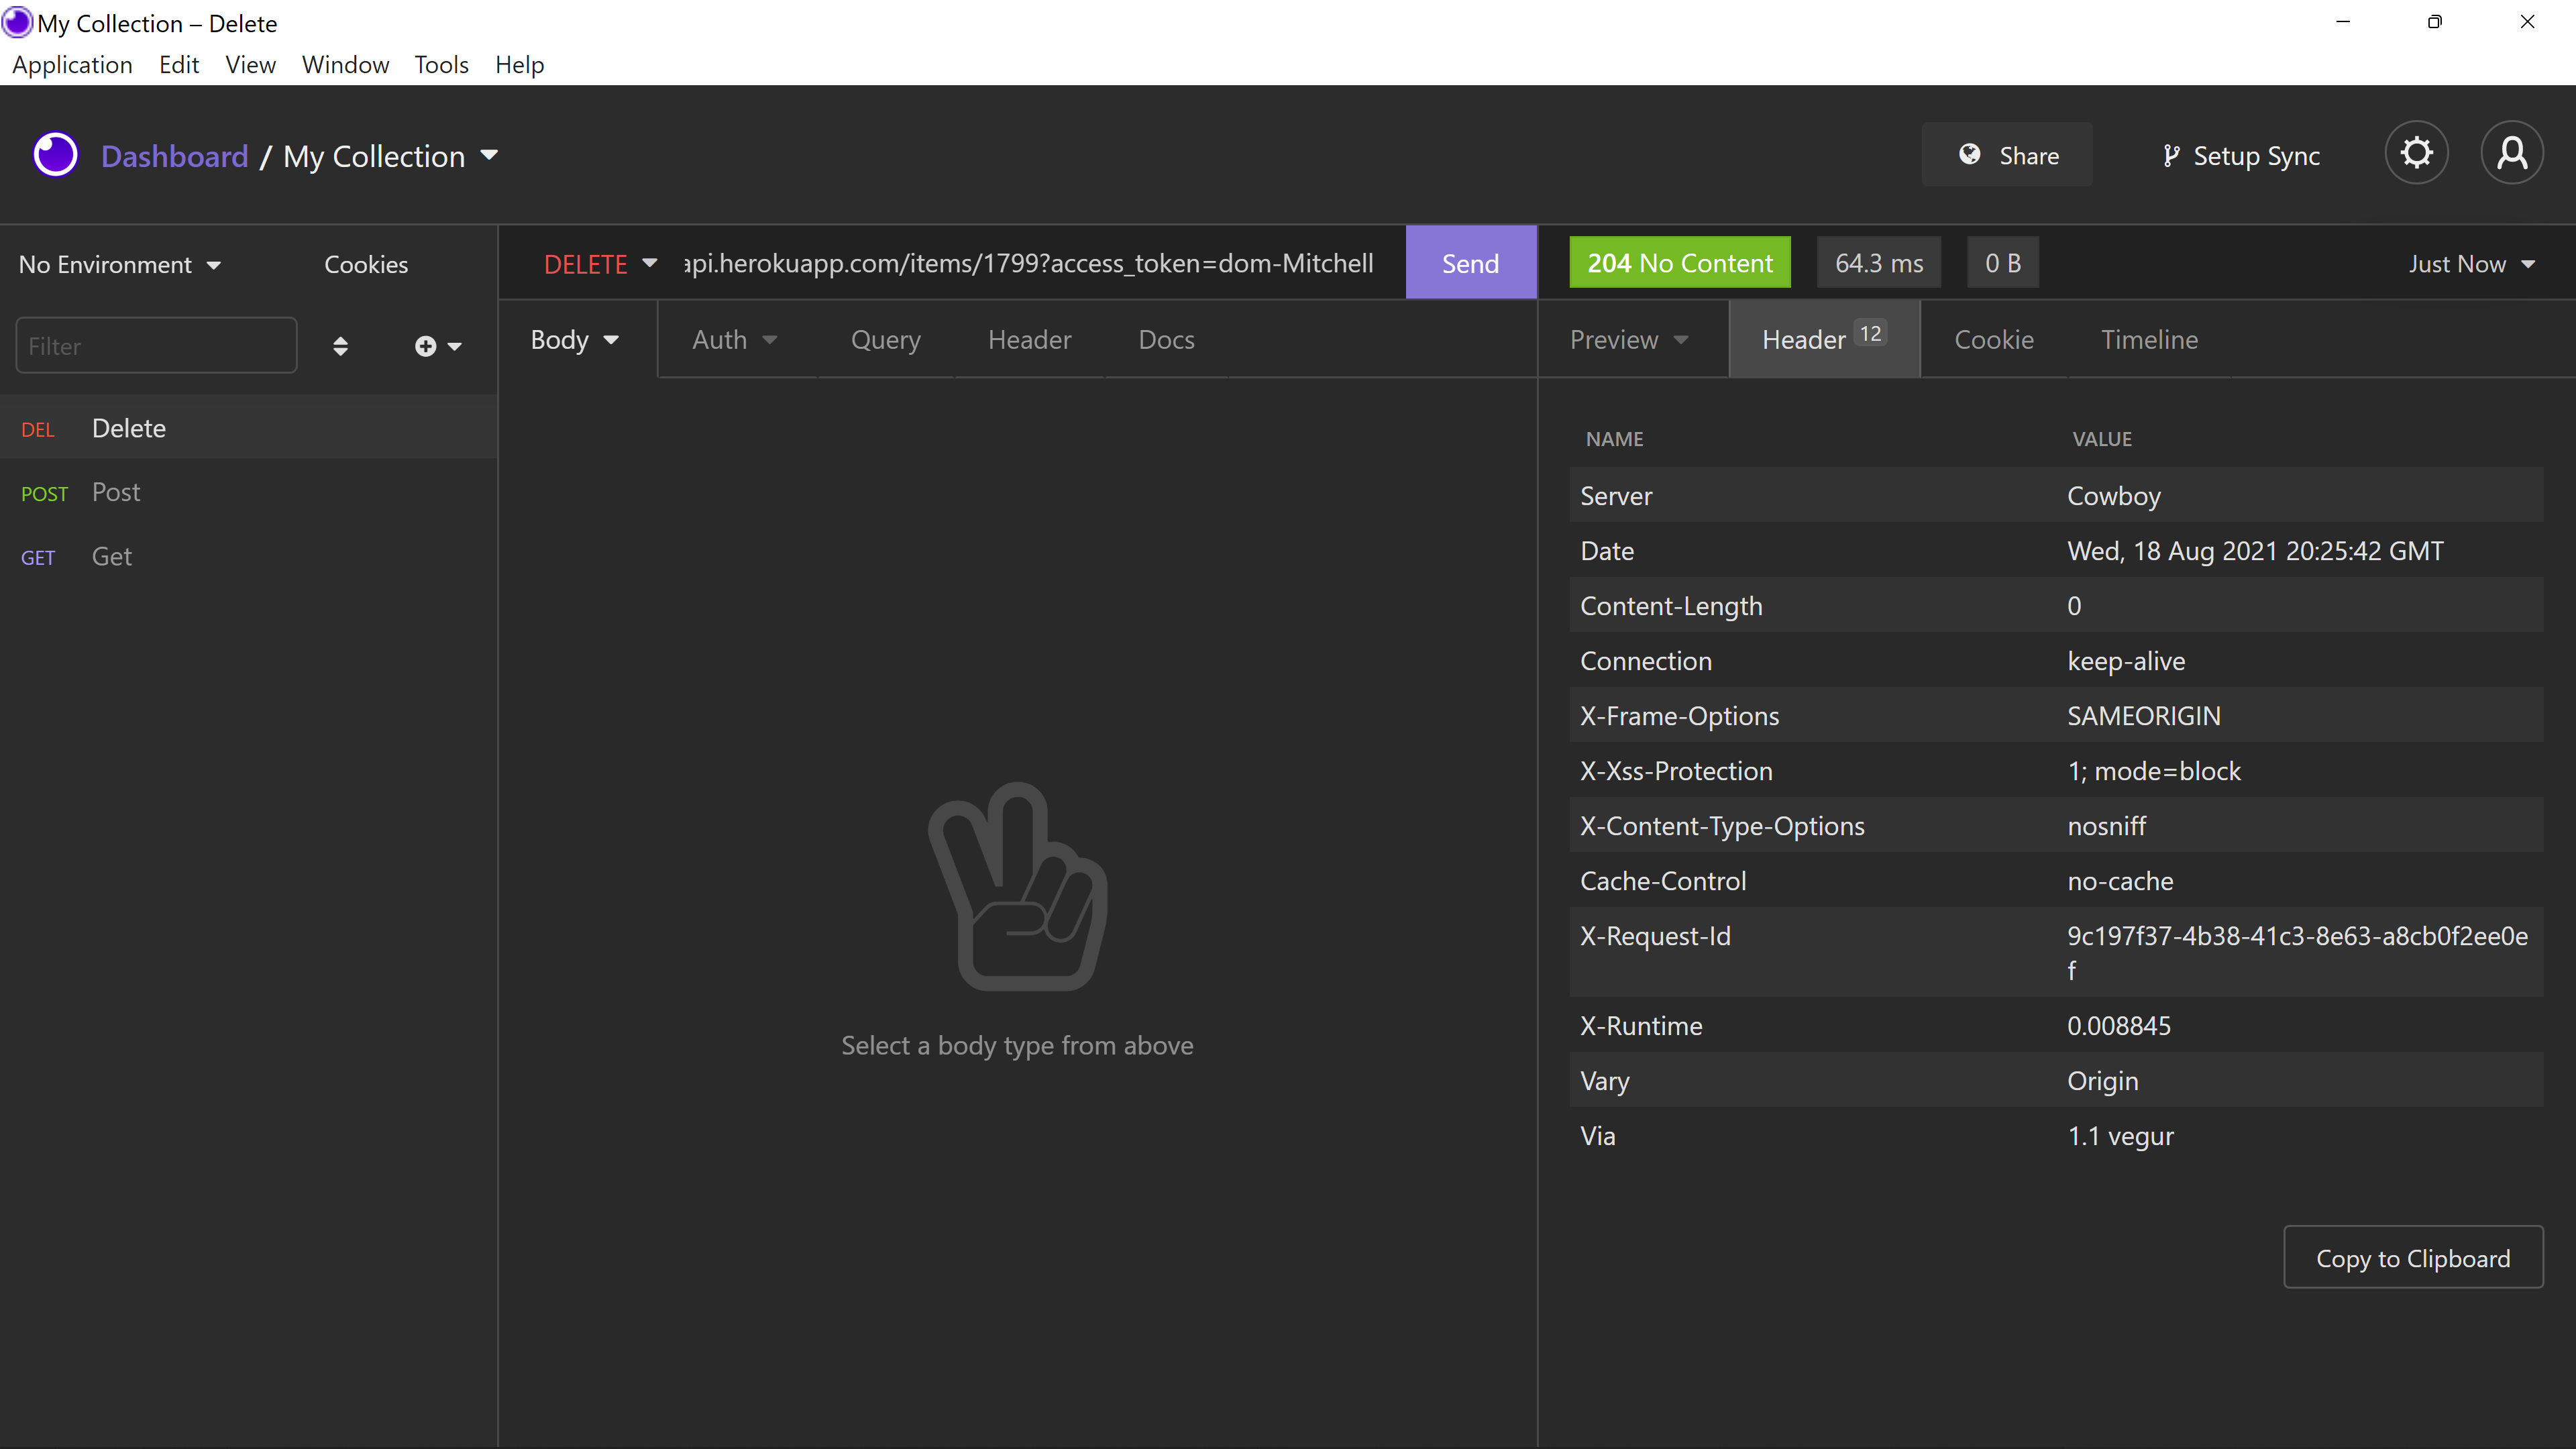 My Collection – Delete
Application Edit View Window Tools Help
Dashboard / My Collection
Share
Setup Sync
No Environment
Cookies
DELETE
api.herokuapp.com/items/1799?access_token=dom-Mitchell
Send
204 No Content
64.3 ms
0 B
Just Now
Filter
Body
Auth
Query
Header
Docs
Preview
Header 12
Cookie
Timeline
DEL Delete
POST Post
GET Get
Select a body type from above
NAME VALUE
Server Cowboy
Date Wed, 18 Aug 2021 20:25:42 GMT
Content-Length 0
Connection keep-alive
X-Frame-Options SAMEORIGIN
X-Xss-Protection 1; mode=block
X-Content-Type-Options nosniff
Cache-Control no-cache
X-Request-Id 9c197f37-4b38-41c3-8e63-a8cb0f2ee0e
f
X-Runtime 0.008845
Vary Origin
Via 1.1 vegur
Copy to Clipboard